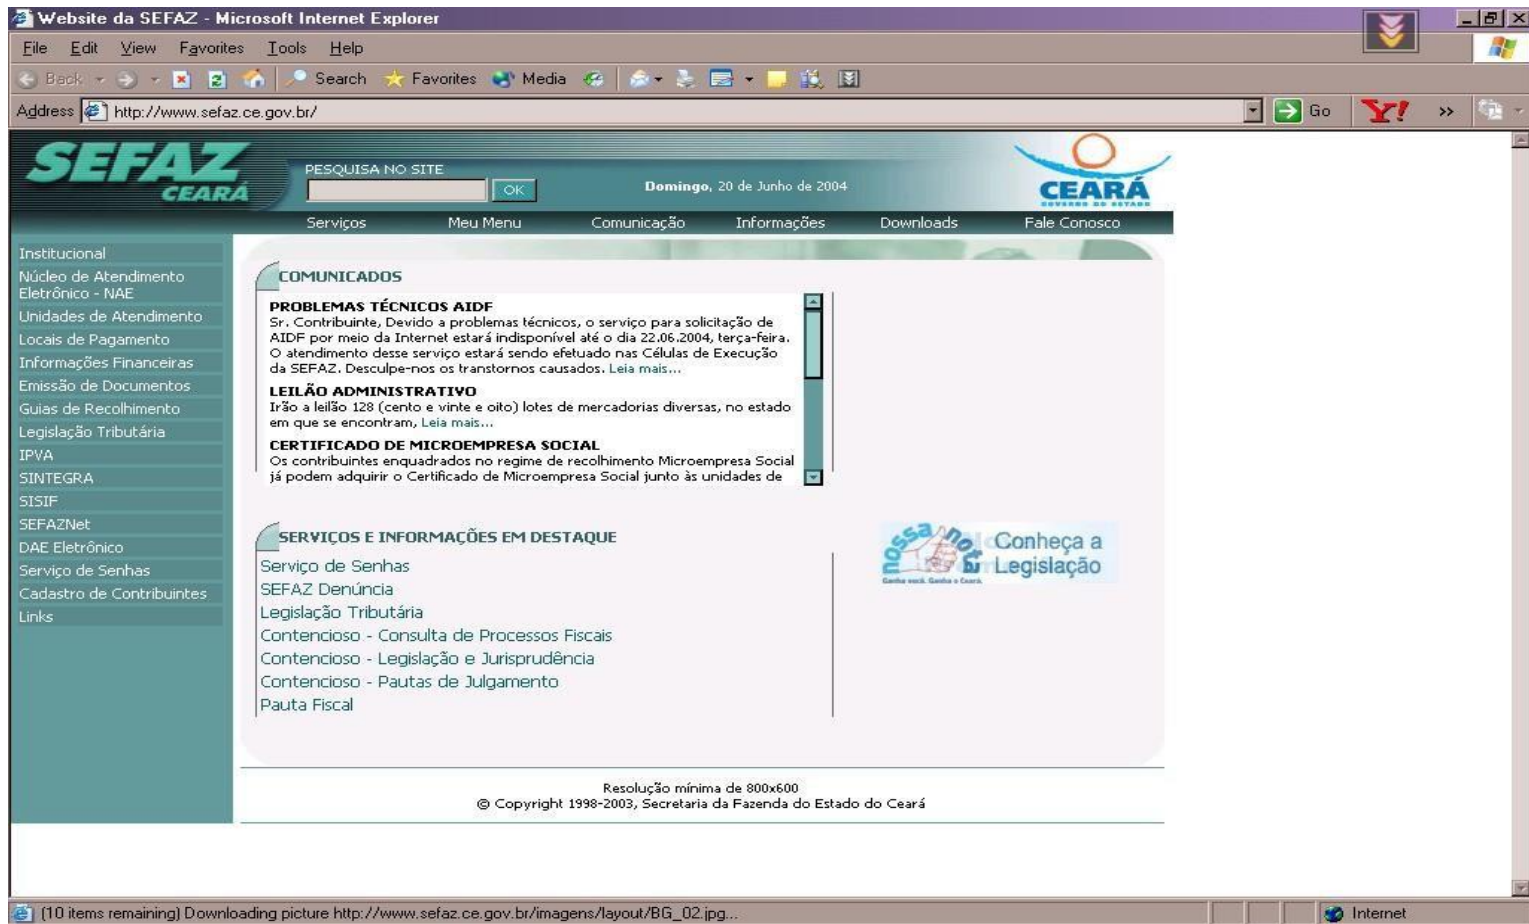 Website da SEFAZ - Microsoft Internet Explorer
File Edit View Favorites Tools Help
Back Search Favorites Media
Address http://www.sefaz.ce.gov.br/ Go Y! »
SEFAZ
CEARÁ
PESQUISA NO SITE
OK
Domingo, 20 de Junho de 2004
CEARÁ
GOVERNO DO ESTADO
Serviços Meu Menu Comunicação Informações Downloads Fale Conosco
Institucional
Núcleo de Atendimento
Eletrônico - NAE
Unidades de Atendimento
Locais de Pagamento
Informações Financeiras
Emissão de Documentos
Guias de Recolhimento
Legislação Tributária
IPVA
SINTEGRA
SISIF
SEFAZNet
DAE Eletrônico
Serviço de Senhas
Cadastro de Contribuintes
Links
COMUNICADOS
PROBLEMAS TÉCNICOS AIDF
Sr. Contribuinte, Devido a problemas técnicos, o serviço para solicitação de
AIDF por meio da Internet estará indisponível até o dia 22.06.2004, terça-feira.
O atendimento desse serviço estará sendo efetuado nas Células de Execução
da SEFAZ. Desculpe-nos os transtornos causados. Leia mais...
LEILÃO ADMINISTRATIVO
Irão a leilão 128 (cento e vinte e oito) lotes de mercadorias diversas, no estado
em que se encontram, Leia mais...
CERTIFICADO DE MICROEMPRESA SOCIAL
Os contribuintes enquadrados no regime de recolhimento Microempresa Social
já podem adquirir o Certificado de Microempresa Social junto às unidades de
SERVIÇOS E INFORMAÇÕES EM DESTAQUE
Serviço de Senhas
SEFAZ Denúncia
Legislação Tributária
Contencioso - Consulta de Processos Fiscais
Contencioso - Legislação e Jurisprudência
Contencioso - Pautas de Julgamento
Pauta Fiscal
nossa
Ganha você. Ganha o Ceará.
Conheça a
Legislação
Resolução mínima de 800x600
© Copyright 1998-2003, Secretaria da Fazenda do Estado do Ceará
(10 items remaining) Downloading picture http://www.sefaz.ce.gov.br/imagens/layout/BG_02.jpg...
Internet